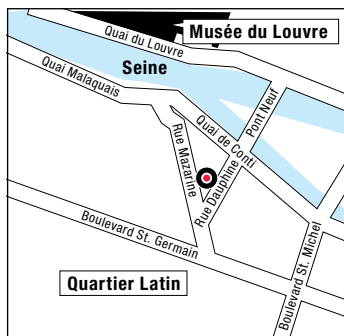 Musée du Louvre
Quai du Louvre
Seine
Quai Malaquais
Pont Neuf
Quai de Conti
Rue Mazarine
Rue Dauphine
Boulevard St. Germain
Boulevard St. Michel
Quartier Latin